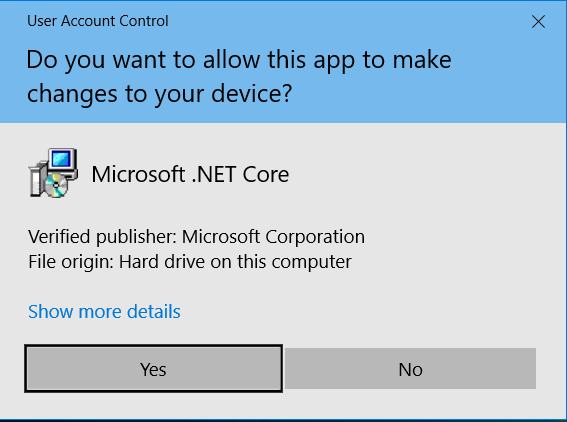 User Account Control
Do you want to allow this app to make
changes to your device?
Microsoft .NET Core
Verified publisher: Microsoft Corporation
File origin: Hard drive on this computer
Show more details
Yes
No